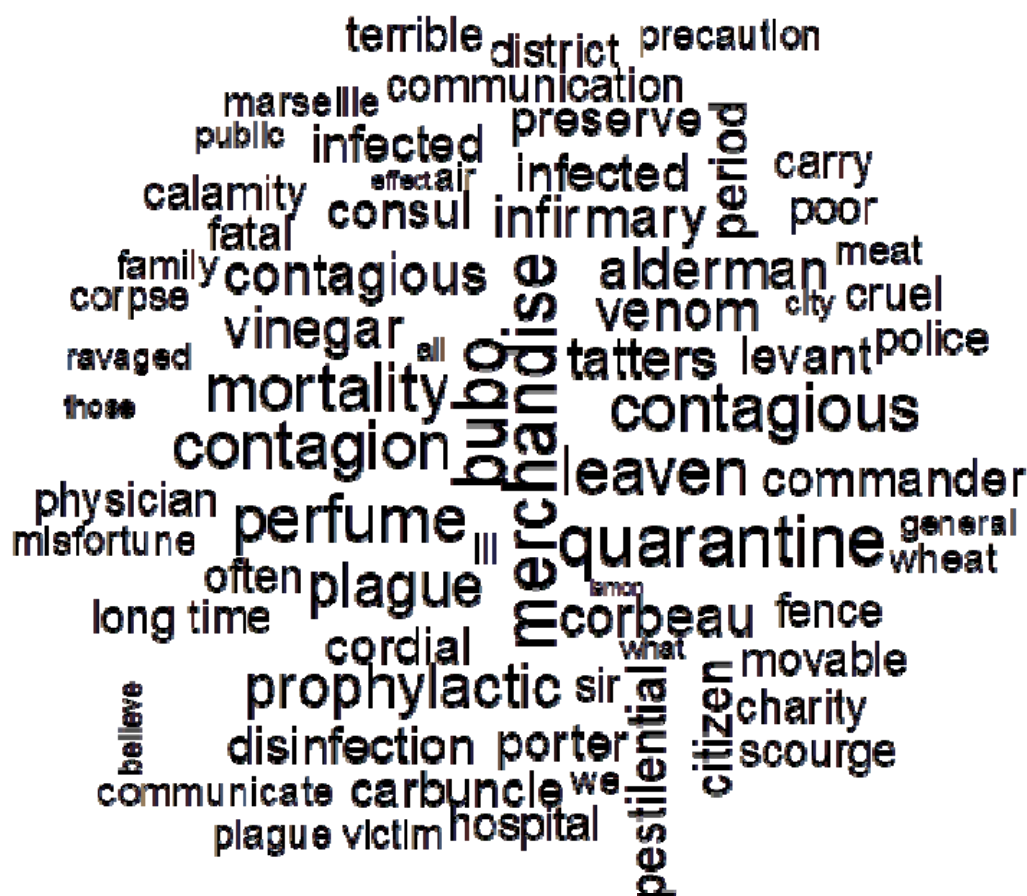 terrible
district
precaution
communication
marseille
preserve
period
public
infected
infected
carry
effect
air
calamity
consul
infirmary
poor
fatal
family
contagious
merchandise
alderman
meat
corpse
venom
city
cruel
vinegar
all
bubo
tatters
levant
police
ravaged
mortality
contagious
those
contagion
leaven
commander
physician
perfume
quarantine
general
misfortune
ill
wheat
often
plague
lemon
long time
corbeau
fence
cordial
what
movable
prophylactic
sir
pestilential
citizen
charity
believe
disinfection
porter
scourge
communicate
carbuncle
we
plague victim
hospital